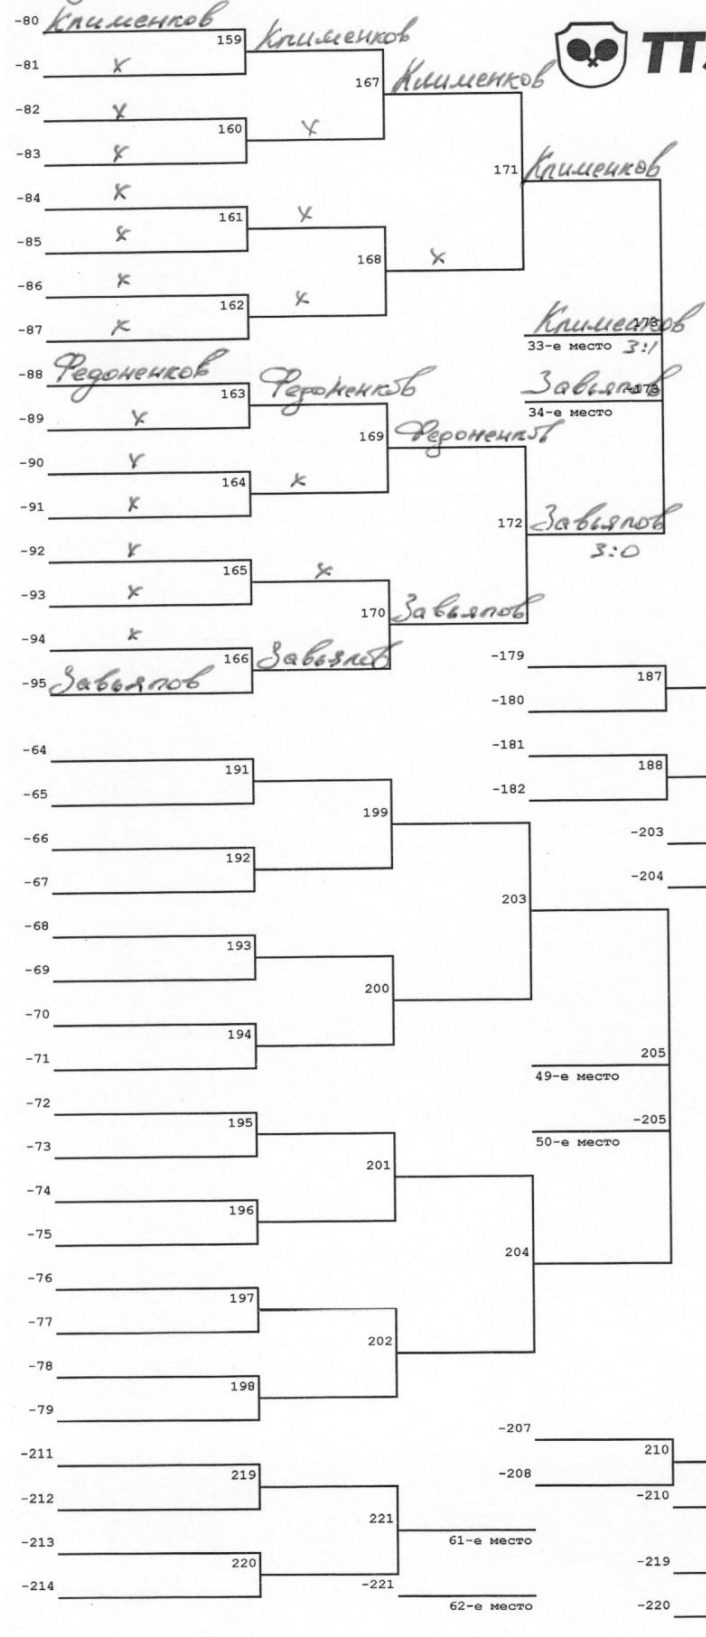 -80 Клименков
159 Клименков
-81 x
ТТ
167 Клименков
-82 x
160 x
-83 x
171 Клименков
-84 x
161 x
-85 x
168 x
-86 x
162 x
-87 x
173 Клименков
33-е место 3:1
-88 Федоненков
163 Федоненков
-173 Завьялов
34-е место
-89 x
169 Федоненков
-90 x
164 x
-91 x
172 Завьялов
3:0
-92 x
165 x
-93 x
170 Завьялов
-94 x
166 Завьялов
-95 Завьялов
-179
187
-180
-64
191
-181
188
-65
-182
199
-66
192
-203
-67
-204
203
-68
193
-69
200
-70
194
-71
205
49-е место
-72
195
-205
50-е место
-73
201
-74
196
-75
204
-76
197
-77
202
-78
198
-79
-207
210
-211
219
-208
-210
-212
221
61-е место
-213
220
-219
-214
-221
62-е место
-220